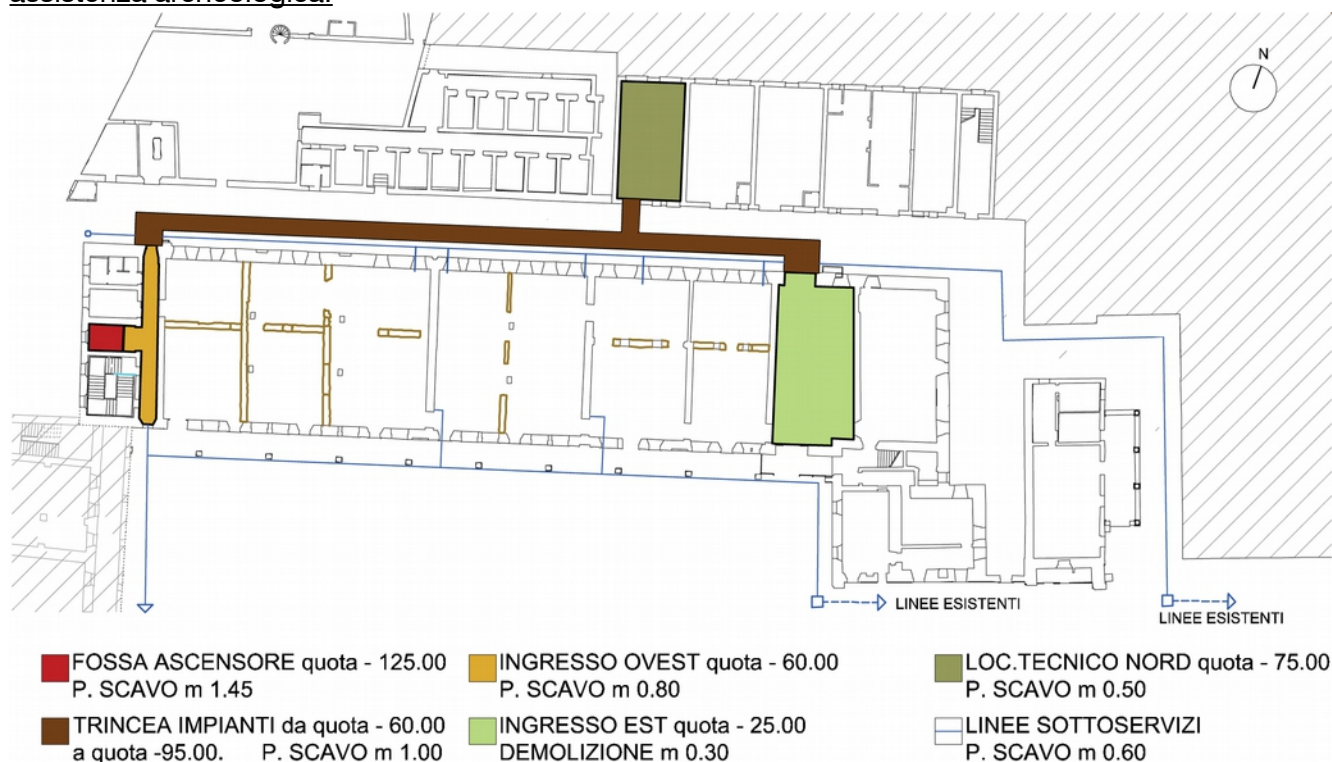 assistenza archeologica.
N
LINEE ESISTENTI
LINEE ESISTENTI
FOSSA ASCENSORE quota - 125.00
P. SCAVO m 1.45
INGRESSO OVEST quota - 60.00
P. SCAVO m 0.80
LOC.TECNICO NORD quota - 75.00
P. SCAVO m 0.50
TRINCEA IMPIANTI da quota - 60.00
a quota -95.00. P. SCAVO m 1.00
INGRESSO EST quota - 25.00
DEMOLIZIONE m 0.30
LINEE SOTTOSERVIZI
P. SCAVO m 0.60